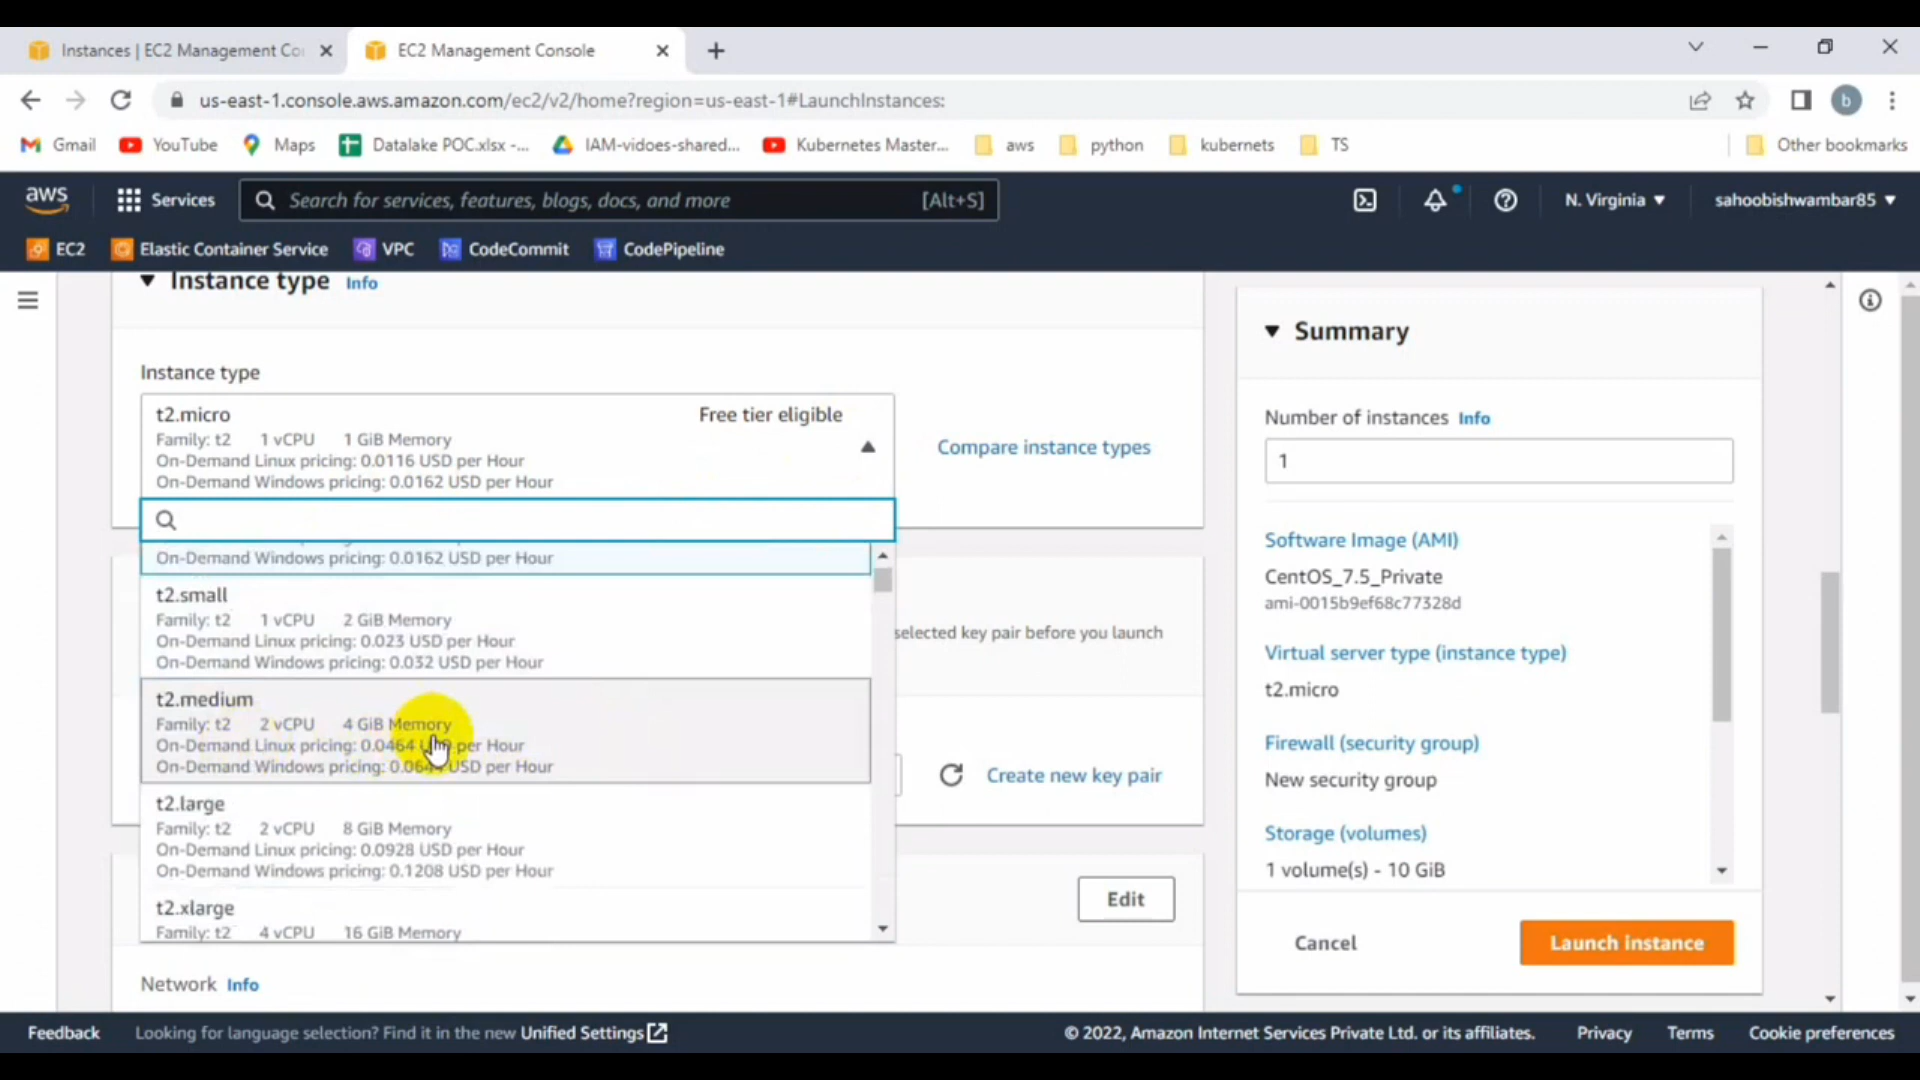 Instances | EC2 Management Co
EC2 Management Console
us-east-1.console.aws.amazon.com/ec2/v2/home?region=us-east-1#LaunchInstances:
b
Gmail
YouTube
Maps
Datalake POC.xlsx -...
IAM-vidoes-shared...
Kubernetes Master...
aws
python
kubernets
TS
Other bookmarks
aws
Services
Search for services, features, blogs, docs, and more
[Alt+S]
N. Virginia
sahoobishwambar85
EC2
Elastic Container Service
VPC
CodeCommit
CodePipeline
Instance type Info
Instance type
t2.micro
Free tier eligible
Family: t2 1 vCPU 1 GiB Memory
On-Demand Linux pricing: 0.0116 USD per Hour
On-Demand Windows pricing: 0.0162 USD per Hour
Compare instance types
On-Demand Windows pricing: 0.0162 USD per Hour
t2.small
Family: t2 1 vCPU 2 GiB Memory
On-Demand Linux pricing: 0.023 USD per Hour
On-Demand Windows pricing: 0.032 USD per Hour
t2.medium
Family: t2 2 vCPU 4 GiB Memory
On-Demand Linux pricing: 0.0464 per Hour
On-Demand Windows pricing: USD per Hour
t2.large
Family: t2 2 vCPU 8 GiB Memory
On-Demand Linux pricing: 0.0928 USD per Hour
On-Demand Windows pricing: 0.1208 USD per Hour
t2.xlarge
Family: t2 4 vCPU 16 GiB Memory
selected key pair before you launch
Create new key pair
Edit
Network Info
Summary
Number of instances Info
1
Software Image (AMI)
CentOS_7.5_Private
ami-0015b9ef68c77328d
Virtual server type (instance type)
t2.micro
Firewall (security group)
New security group
Storage (volumes)
1 volume(s) - 10 GiB
Cancel
Launch instance
Feedback
Looking for language selection? Find it in the new Unified Settings
© 2022, Amazon Internet Services Private Ltd. or its affiliates.
Privacy
Terms
Cookie preferences